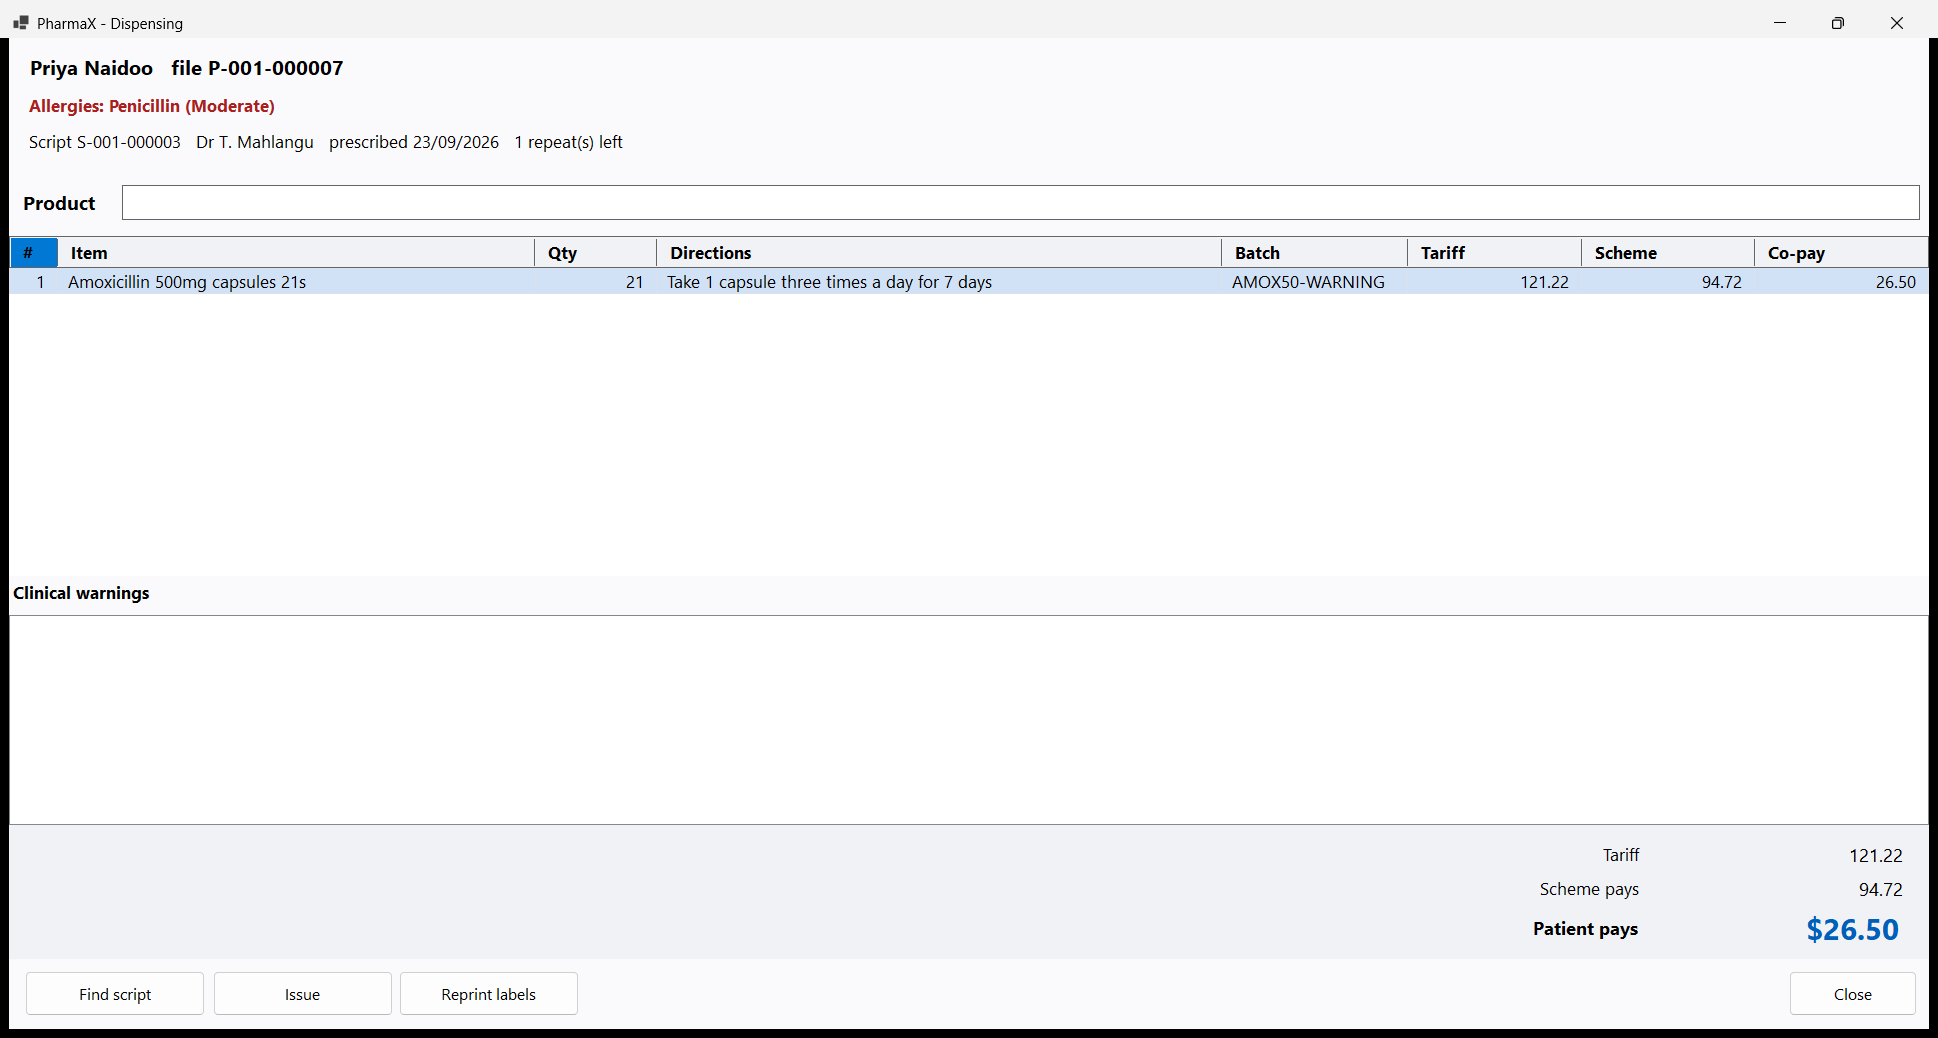 PharmaX - Dispensing
Priya Naidoo file P-001-000007
Allergies: Penicillin (Moderate)
Script S-001-000003 Dr T. Mahlangu prescribed 23/09/2026 1 repeat(s) left
Product
# Item Qty Directions Batch Tariff Scheme Co-pay
1 Amoxicillin 500mg capsules 21s 21 Take 1 capsule three times a day for 7 days AMOX50-WARNING 121.22 94.72 26.50
Clinical warnings
Tariff 121.22
Scheme pays 94.72
Patient pays $26.50
Find script Issue Reprint labels Close